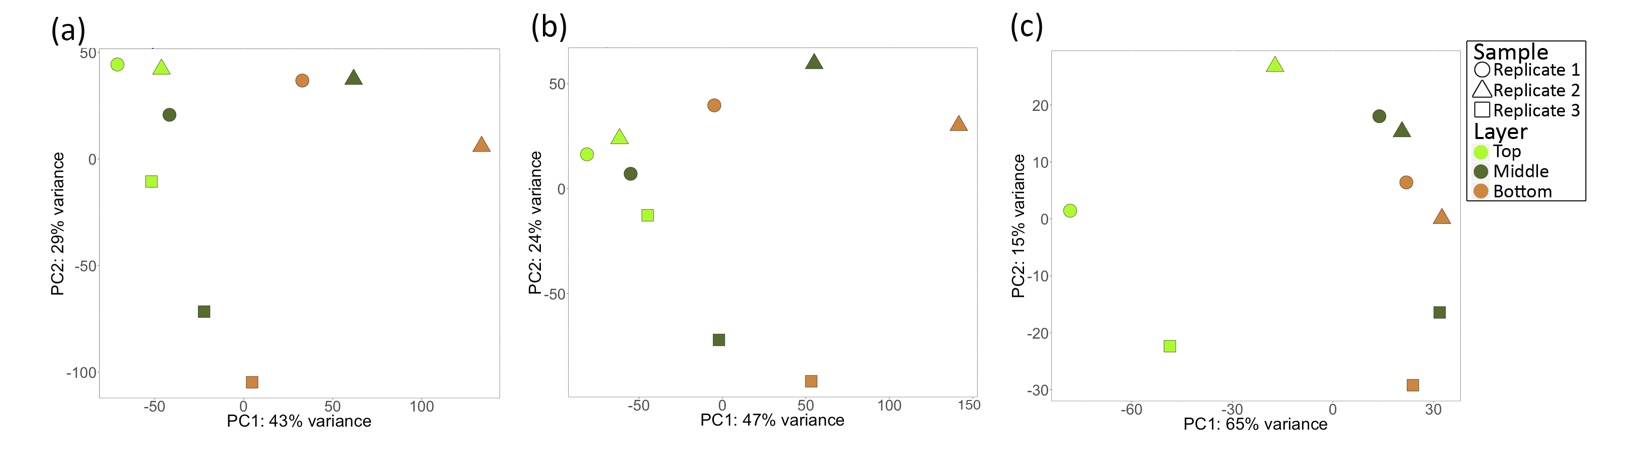 (a)
50
0
-50
-100
PC2: 29% variance
-50
0
50
100
PC1: 43% variance
(b)
50
0
-50
PC2: 24% variance
-50
0
50
100
150
PC1: 47% variance
(c)
20
10
0
-10
-20
-30
PC2: 15% variance
-60
-30
0
30
PC1: 65% variance
Sample
Replicate 1
Replicate 2
Replicate 3
Layer
Top
Middle
Bottom